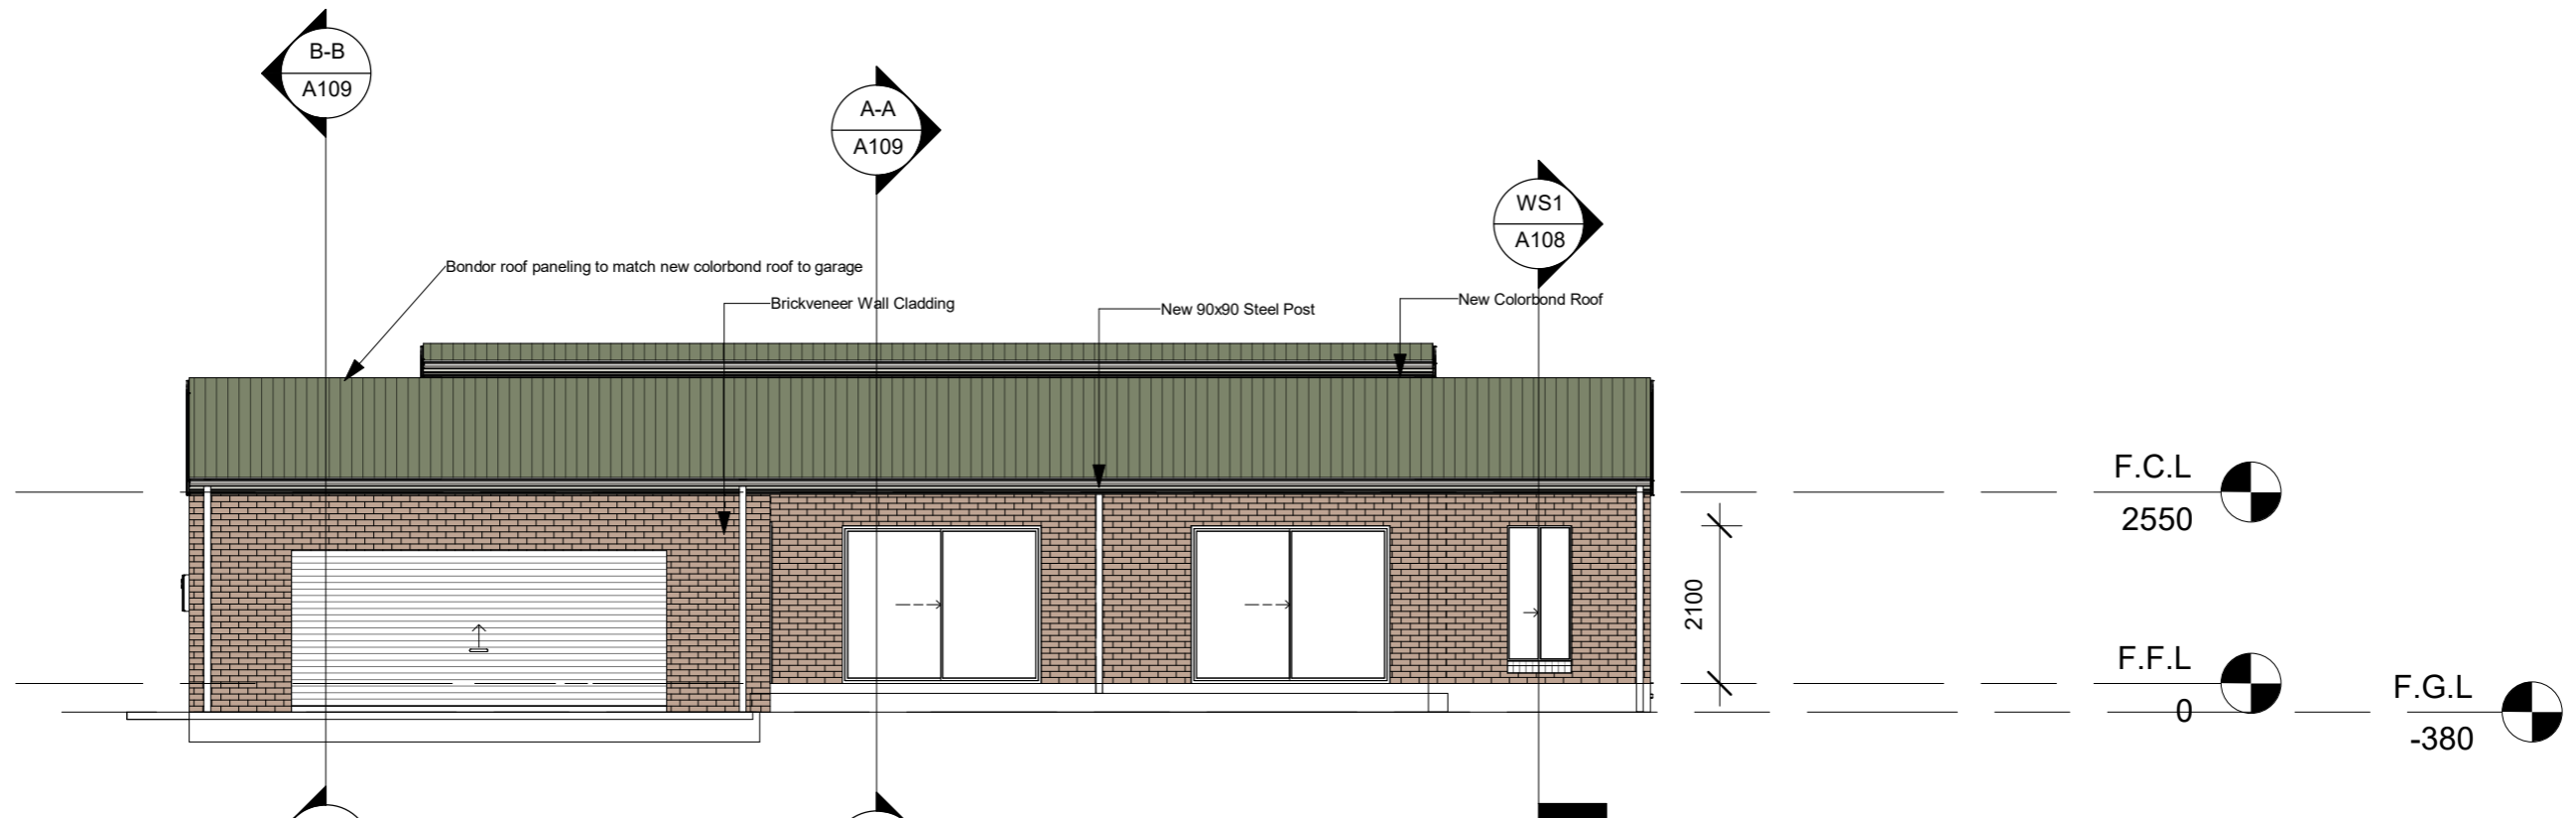 B-B
A109
A-A
A109
WS1
A108
Bondor roof paneling to match new colorbond roof to garage
Brickveneer Wall Cladding
New 90x90 Steel Post
New Colorbond Roof
F.C.L
2550
2100
F.F.L
0
F.G.L
-380